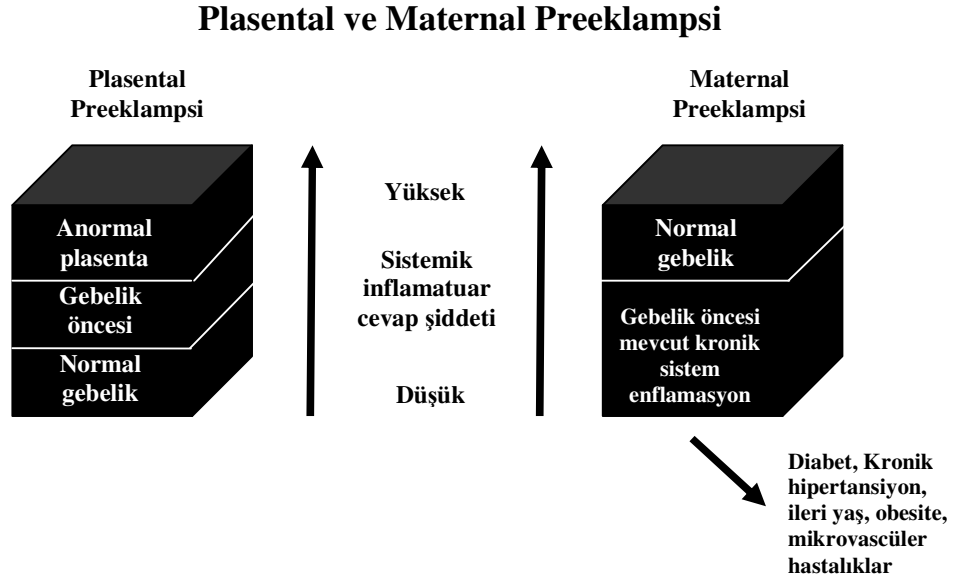 Plasental ve Maternal Preeklampsi
Plasental
Preeklampsi
Anormal
plasenta
Gebelik
öncesi
Normal
gebelik
Yüksek
Sistemik
inflamatuar
cevap şiddeti
Düşük
Maternal
Preeklampsi
Normal
gebelik
Gebelik öncesi
mevcut kronik
sistem
enflamasyon
Diabet, Kronik
hipertansiyon,
ileri yaş, obesite,
mikrovascüler
hastalıklar